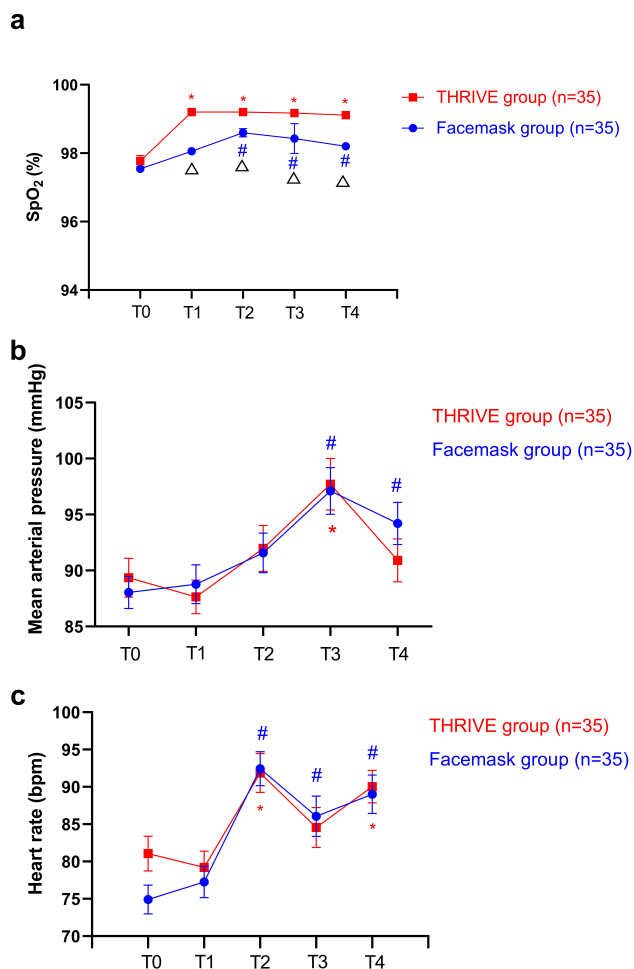 a
100
98
96
94
SpO2 (%)
* * * *
# # #
△ △ △ △
T0 T1 T2 T3 T4
THRIVE group (n=35)
Facemask group (n=35)
b
105
100
95
90
85
Mean arterial pressure (mmHg)
# #
*
T0 T1 T2 T3 T4
THRIVE group (n=35)
Facemask group (n=35)
c
100
95
90
85
80
75
70
Heart rate (bpm)
# # #
* *
T0 T1 T2 T3 T4
THRIVE group (n=35)
Facemask group (n=35)